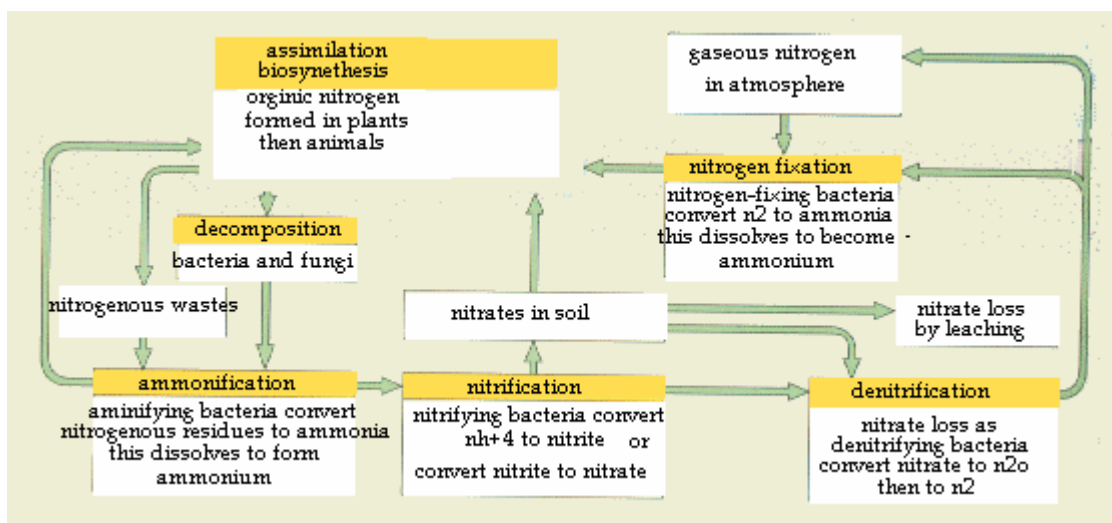 assimilation
biosynethesis
orginic nitrogen
formed in plants
then animals
gaseous nitrogen
in atmosphere
nitrogen fixation
nitrogen-fixing bacteria
convert n2 to ammonia
this dissolves to become -
ammonium
decomposition
bacteria and fungi
nitrogenous wastes
nitrates in soil
nitrate loss
by leaching
ammonification
aminifying bacteria convert
nitrogenous residues to ammonia
this dissolves to form
ammonium
nitrification
nitrifying bacteria convert
nh+4 to nitrite or
convert nitrite to nitrate
denitrification
nitrate loss as
denitrifying bacteria
convert nitrate to n2o
then to n2